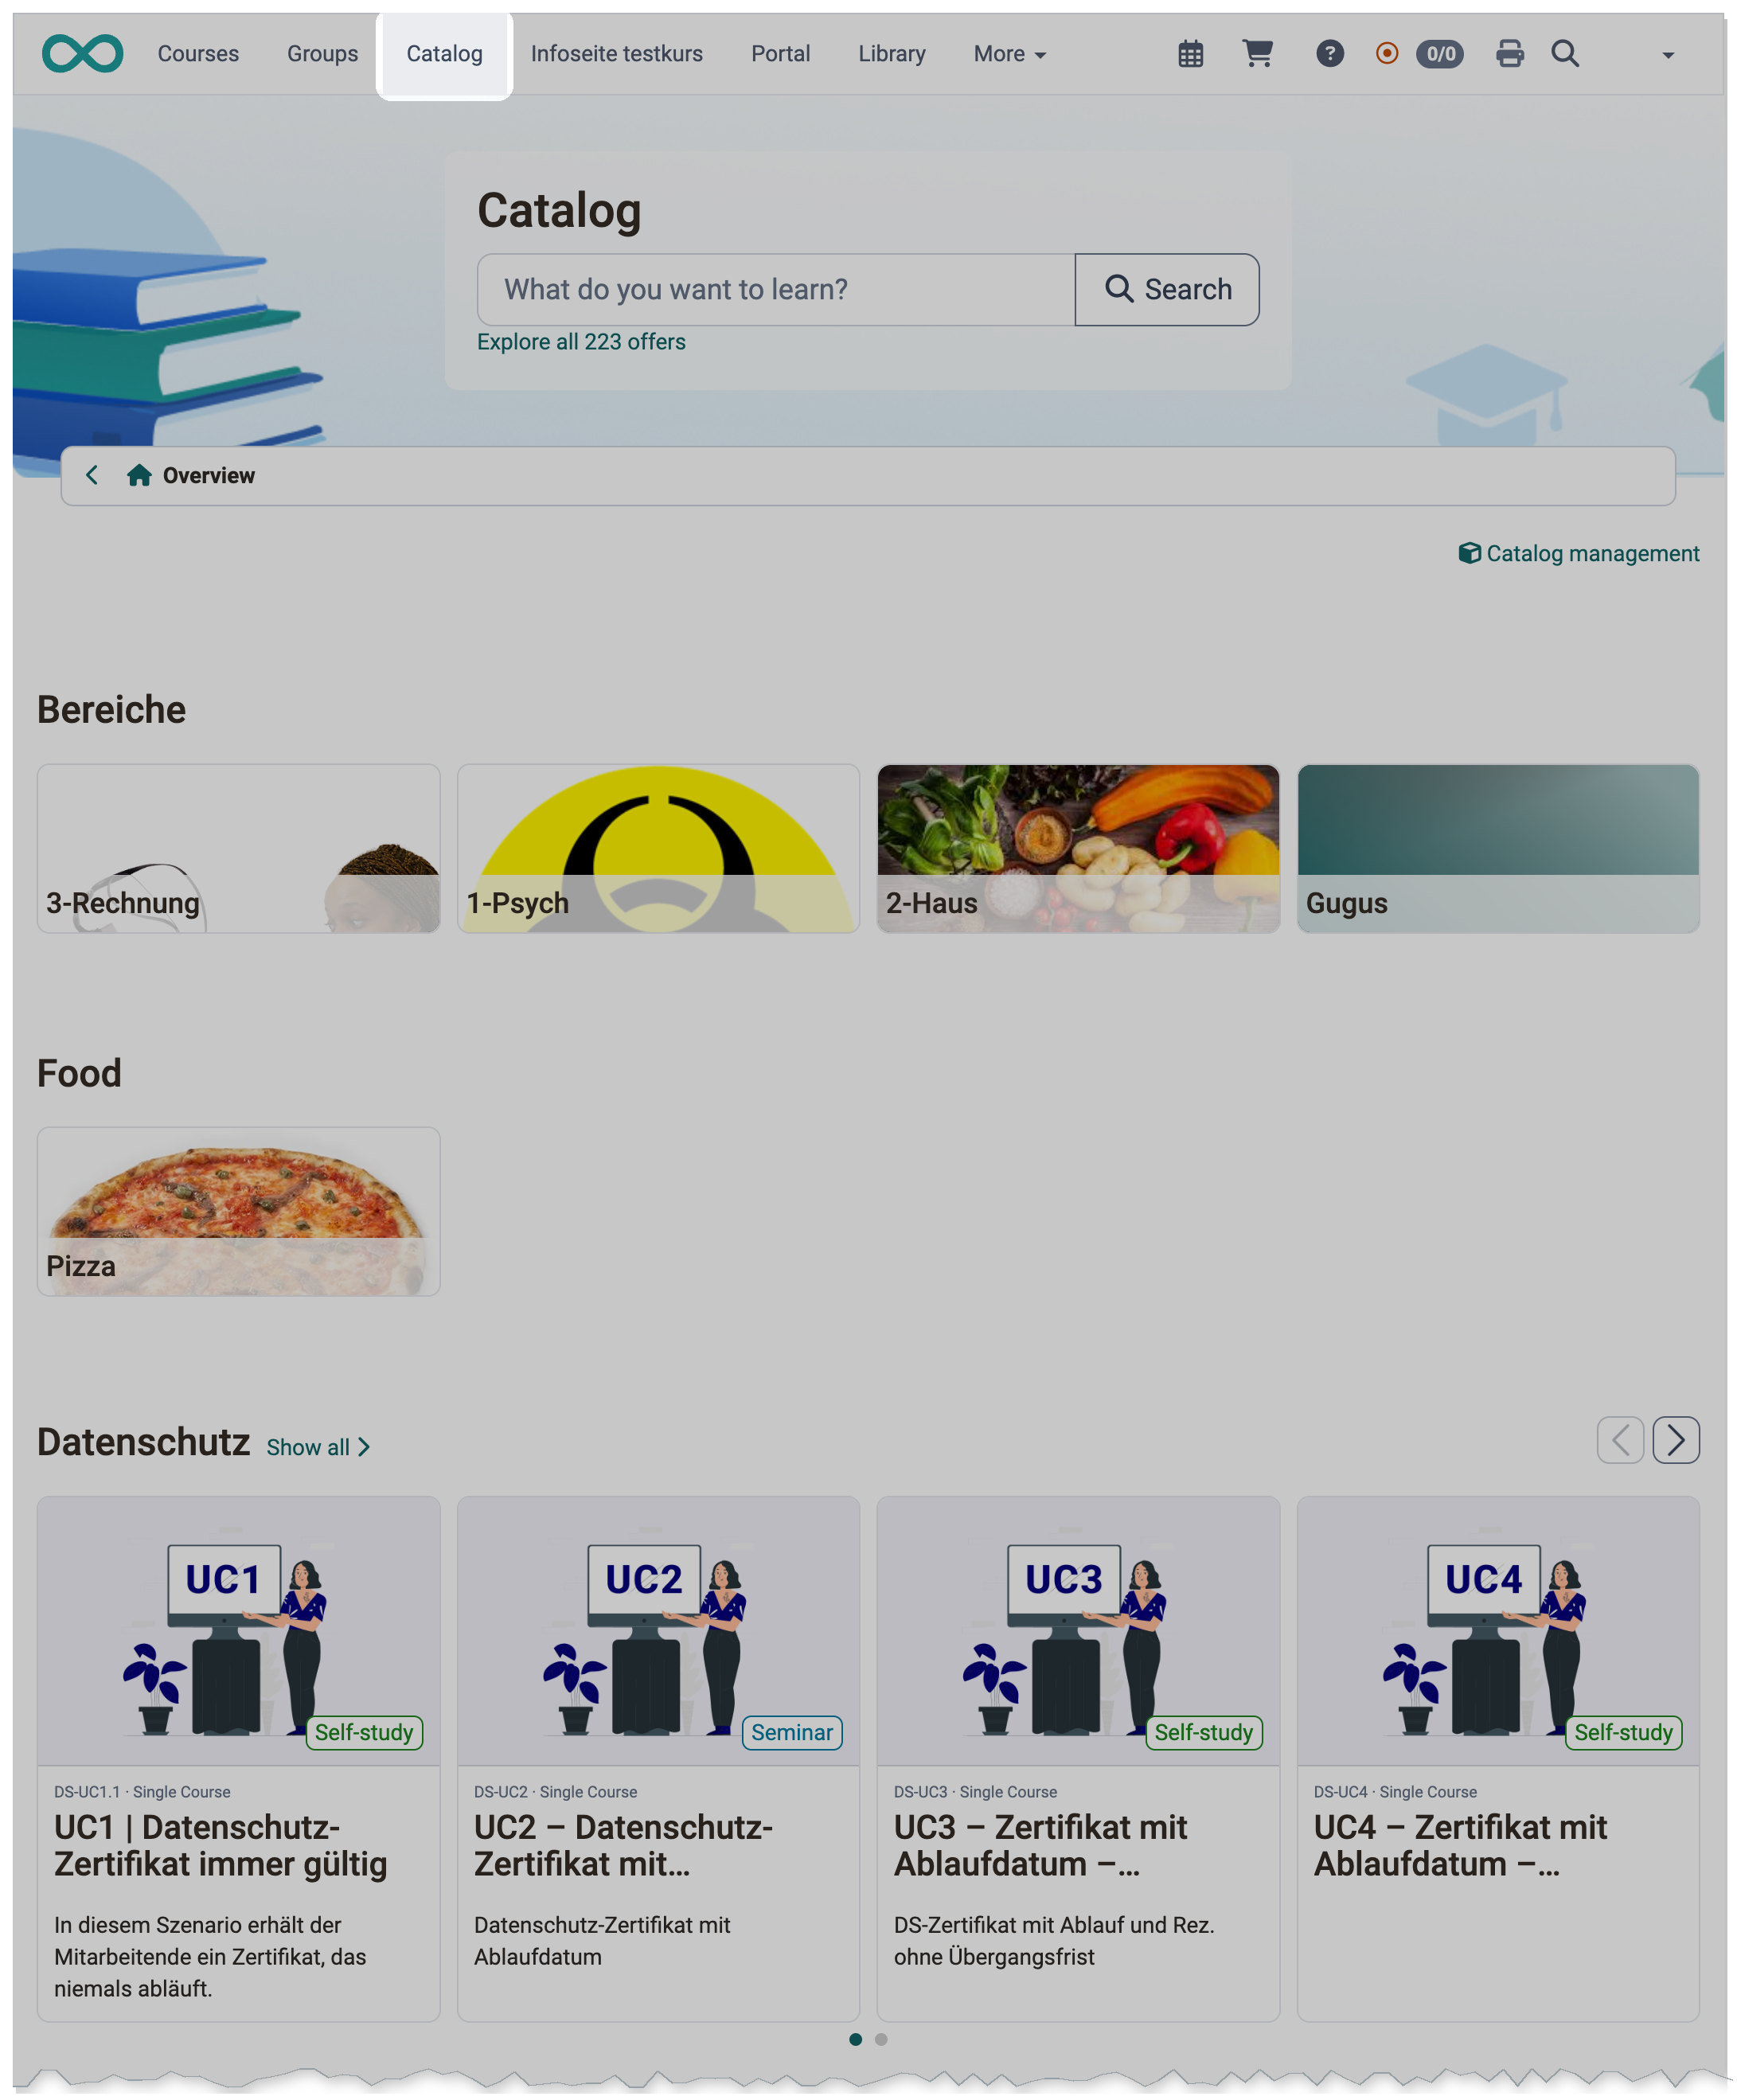 Courses Groups Catalog Infoseite testkurs Portal Library More ? 0/0
Catalog
What do you want to learn? Search
Explore all 223 offers
Overview
Catalog management
Bereiche
3-Rechnung 1-Psych 2-Haus Gugus
Food
Pizza
Datenschutz Show all
UC1 UC2 UC3 UC4
Self-study Seminar Self-study Self-study
DS-UC1.1 · Single Course
UC1 | Datenschutz-
Zertifikat immer gültig
In diesem Szenario erhält der
Mitarbeitende ein Zertifikat, das
niemals abläuft.
DS-UC2 · Single Course
UC2 – Datenschutz-
Zertifikat mit...
Datenschutz-Zertifikat mit
Ablaufdatum
DS-UC3 · Single Course
UC3 – Zertifikat mit
Ablaufdatum –...
DS-Zertifikat mit Ablauf und Rez.
ohne Übergangsfrist
DS-UC4 · Single Course
UC4 – Zertifikat mit
Ablaufdatum –...